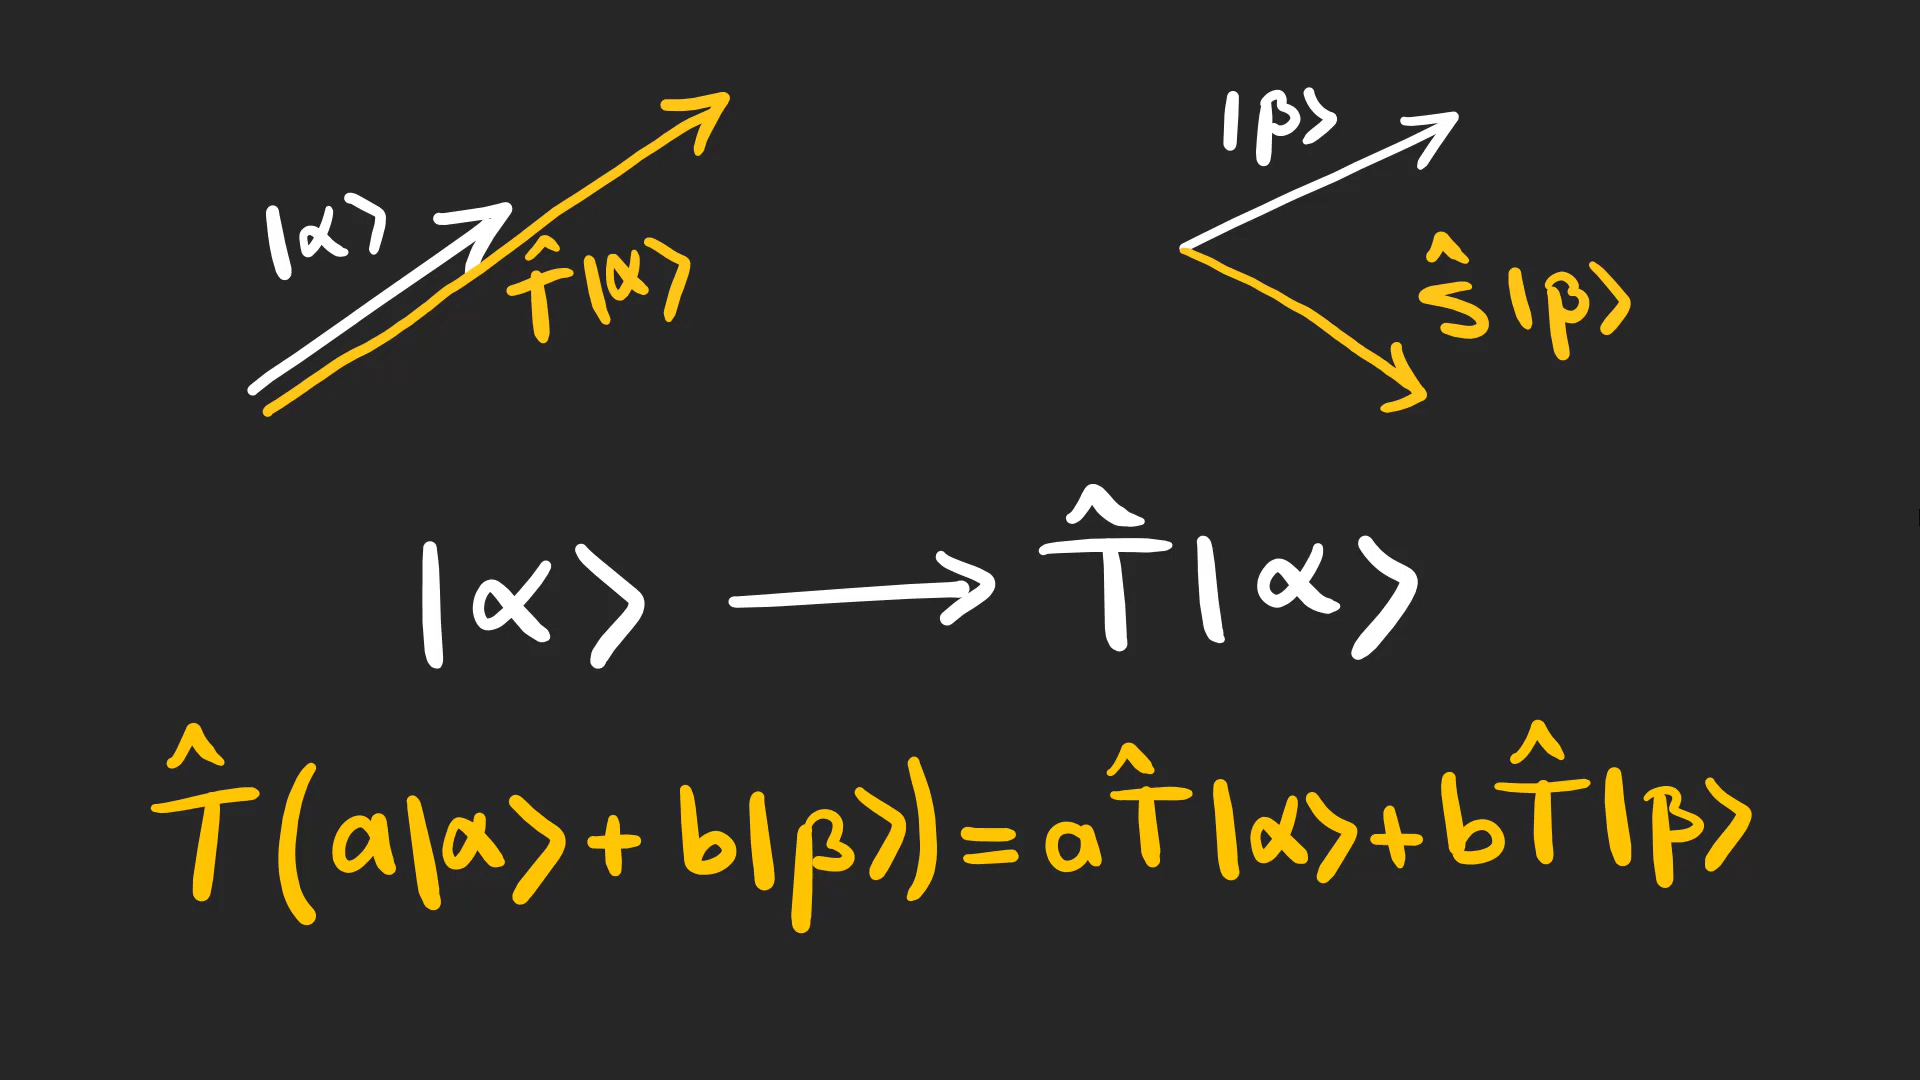 |α⟩
T̂|α⟩
|β⟩
Ŝ|β⟩
|α⟩ ⟶ T̂|α⟩
T̂(a|α⟩ + b|β⟩) = aT̂|α⟩ + bT̂|β⟩